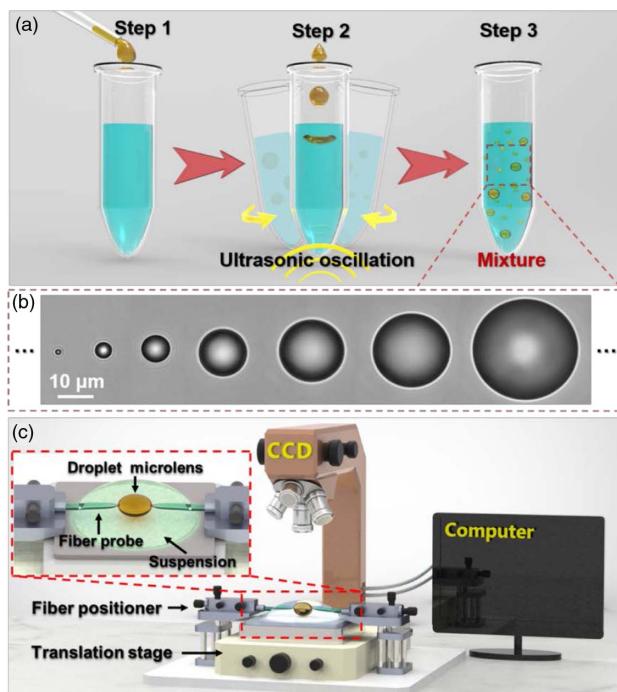 (a)
Step 1
Step 2
Step 3
Ultrasonic oscillation
Mixture
(b)
...
...
10 µm
(c)
Droplet microlens
Fiber probe
Suspension
CCD
Computer
Fiber positioner
Translation stage